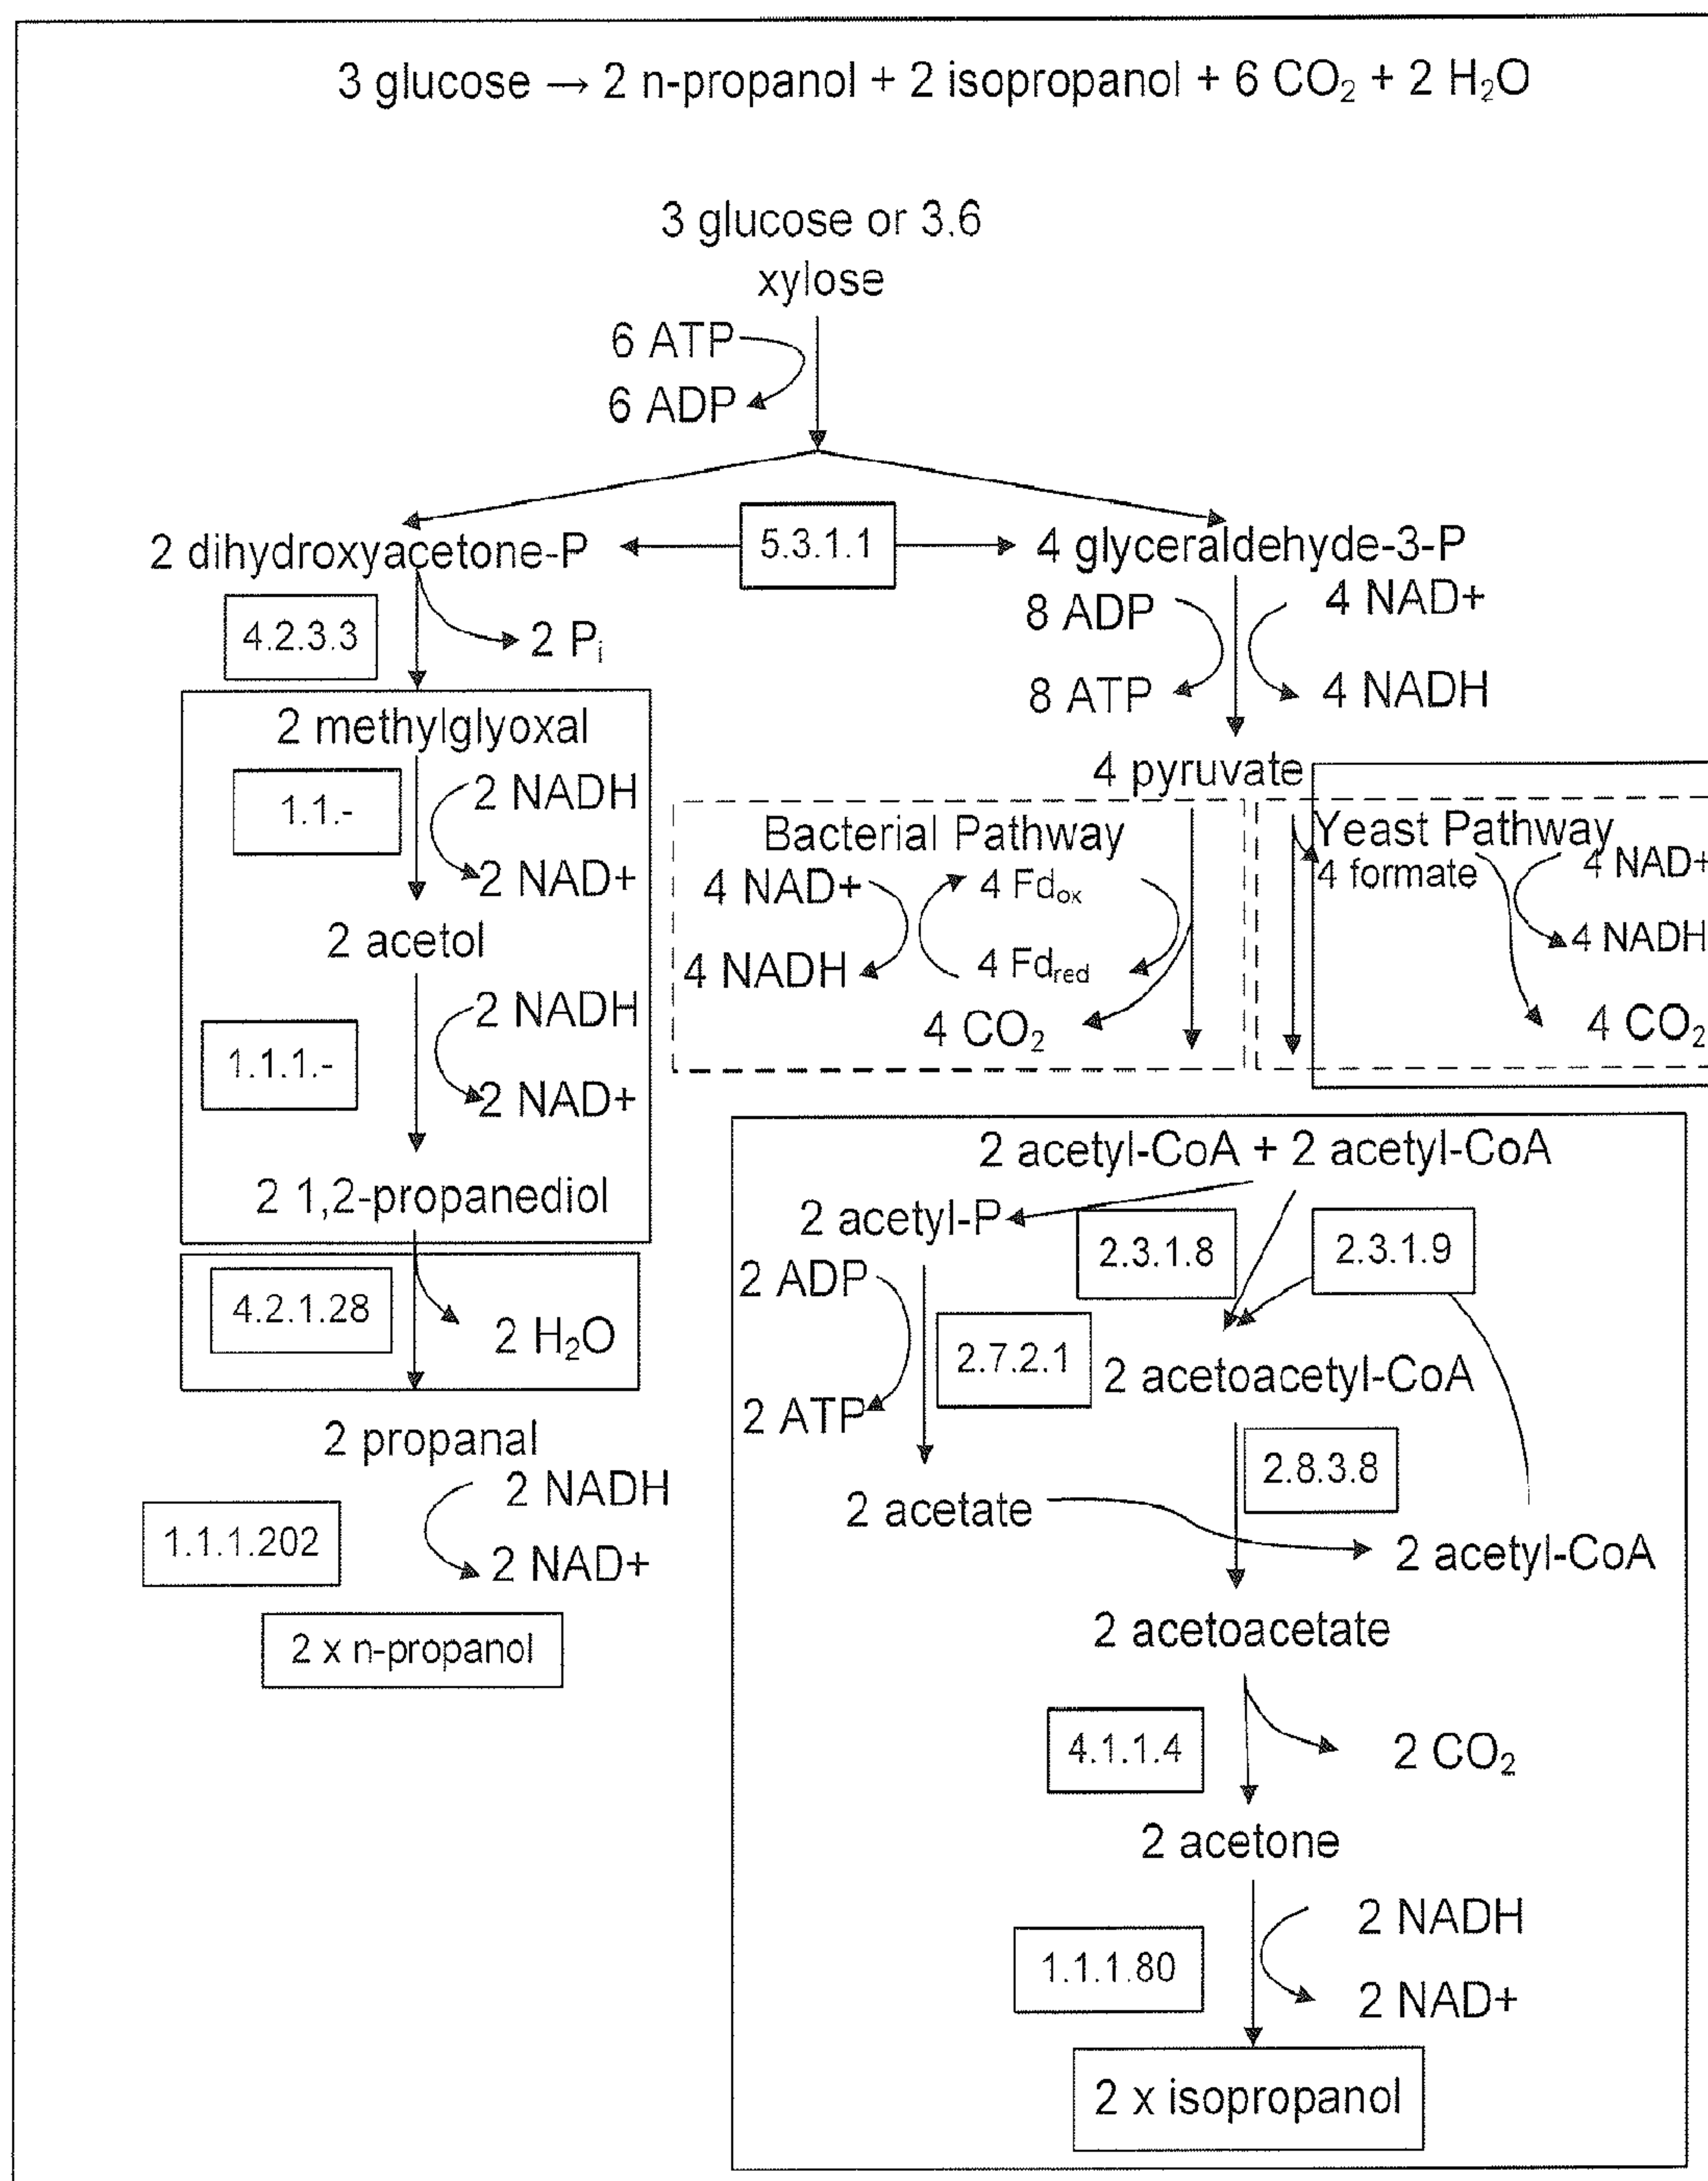 3 glucose → 2 n-propanol + 2 isopropanol + 6 CO₂ + 2 H₂O
3 glucose or 3.6
xylose
6 ATP
6 ADP
2 dihydroxyacetone-P
5.3.1.1
4 glyceraldehyde-3-P
4.2.3.3
2 Pᵢ
8 ADP
4 NAD+
8 ATP
4 NADH
2 methylglyoxal
1.1.-
2 NADH
2 NAD+
2 acetol
1.1.1.-
2 NADH
2 NAD+
2 1,2-propanediol
4.2.1.28
2 H₂O
2 propanal
2 NADH
1.1.1.202
2 NAD+
2 x n-propanol
4 pyruvate
Bacterial Pathway
4 NAD+
4 Fdox
4 NADH
4 Fdred
4 CO₂
Yeast Pathway
4 formate
4 NAD+
4 NADH
4 CO₂
2 acetyl-CoA + 2 acetyl-CoA
2 acetyl-P
2.3.1.8
2.3.1.9
2 ADP
2.7.2.1
2 ATP
2 acetoacetyl-CoA
2.8.3.8
2 acetate
2 acetyl-CoA
2 acetoacetate
4.1.1.4
2 CO₂
2 acetone
2 NADH
1.1.1.80
2 NAD+
2 x isopropanol